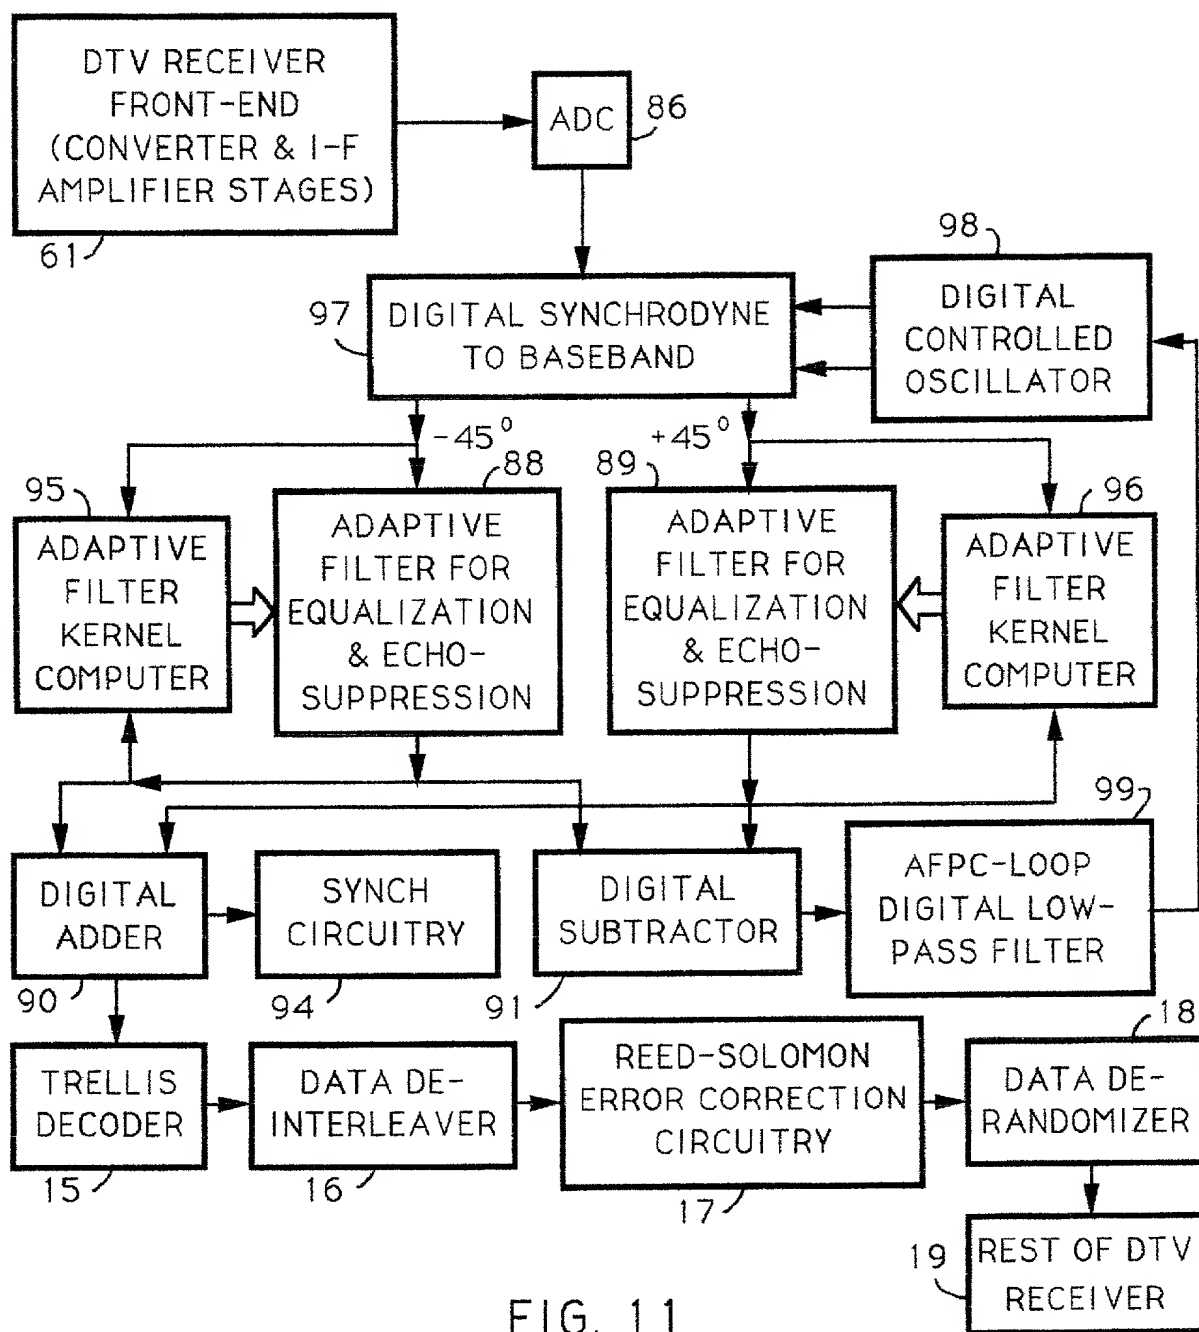 DTV RECEIVER
FRONT-END
(CONVERTER & I-F
AMPLIFIER STAGES)
61
ADC
86
98
97
DIGITAL SYNCHRODYNE
TO BASEBAND
DIGITAL
CONTROLLED
OSCILLATOR
-45°
+45°
95
88
89
96
ADAPTIVE
FILTER
KERNEL
COMPUTER
ADAPTIVE
FILTER FOR
EQUALIZATION
& ECHO-
SUPPRESSION
ADAPTIVE
FILTER FOR
EQUALIZATION
& ECHO-
SUPPRESSION
ADAPTIVE
FILTER
KERNEL
COMPUTER
99
DIGITAL
ADDER
90
SYNCH
CIRCUITRY
94
DIGITAL
SUBTRACTOR
91
AFPC-LOOP
DIGITAL LOW-
PASS FILTER
18
TRELLIS
DECODER
15
DATA DE-
INTERLEAVER
16
REED-SOLOMON
ERROR CORRECTION
CIRCUITRY
17
DATA DE-
RANDOMIZER
19
REST OF DTV
RECEIVER
FIG. 11